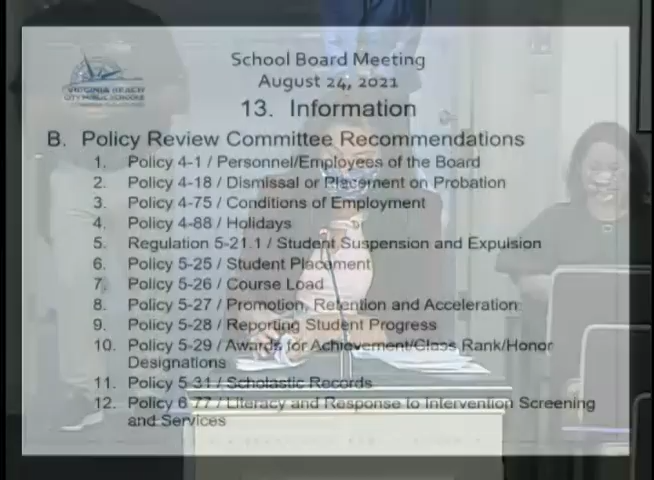 VIRGINIA BEACH
CITY PUBLIC SCHOOLS
School Board Meeting
August 24, 2021
13. Information
B. Policy Review Committee Recommendations
1. Policy 4-1 / Personnel/Employees of the Board
2. Policy 4-18 / Dismissal or Placement on Probation
3. Policy 4-75 / Conditions of Employment
4. Policy 4-88 / Holidays
5. Regulation 5-21.1 / Student Suspension and Expulsion
6. Policy 5-25 / Student Placement
7. Policy 5-26 / Course Load
8. Policy 5-27 / Promotion, Retention and Acceleration
9. Policy 5-28 / Reporting Student Progress
10. Policy 5-29 / Awards for Achievement/Class Rank/Honor
Designations
11. Policy 5-31 / Scholastic Records
12. Policy 6-77 / Literacy and Response to Intervention Screening
and Services